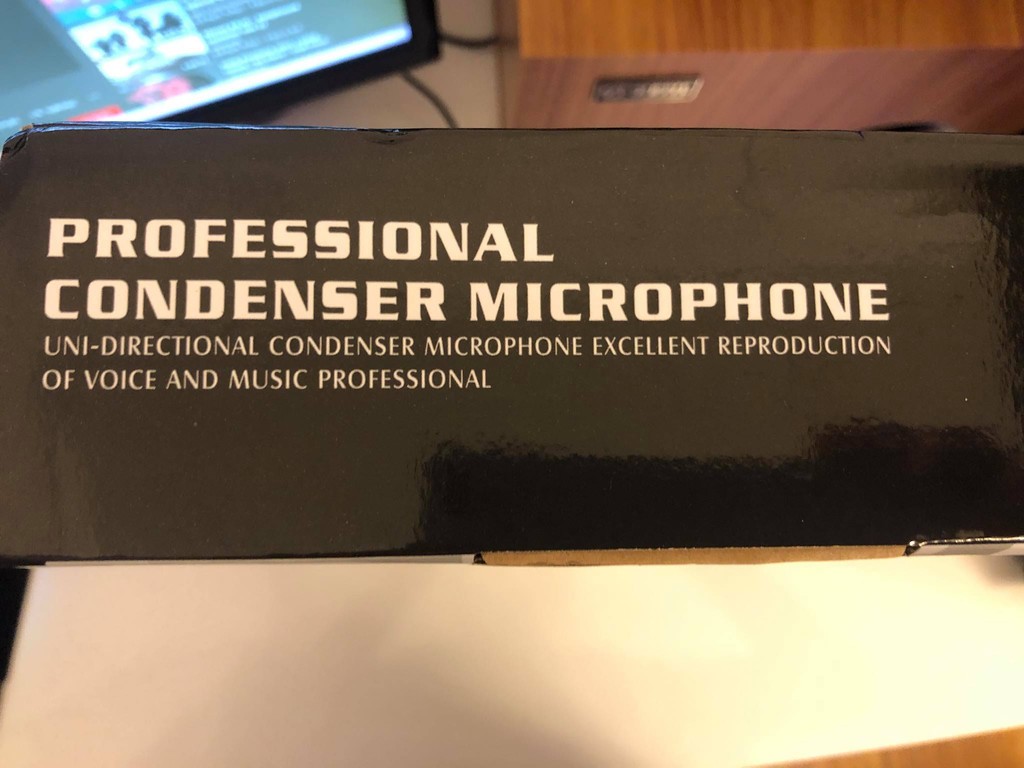 PROFESSIONAL
CONDENSER MICROPHONE
UNI-DIRECTIONAL CONDENSER MICROPHONE EXCELLENT REPRODUCTION
OF VOICE AND MUSIC PROFESSIONAL